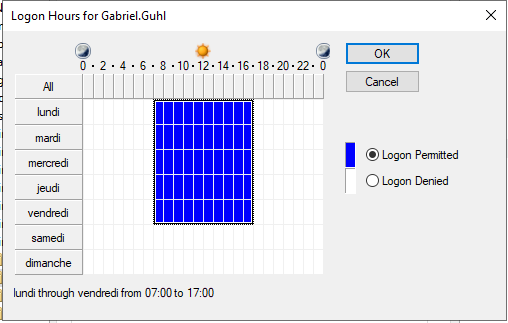 Logon Hours for Gabriel.Guhl
0 · 2 · 4 · 6 · 8 · 10 · 12 · 14 · 16 · 18 · 20 · 22 · 0
OK
Cancel
All
lundi
mardi
mercredi
jeudi
vendredi
samedi
dimanche
Logon Permitted
Logon Denied
lundi through vendredi from 07:00 to 17:00